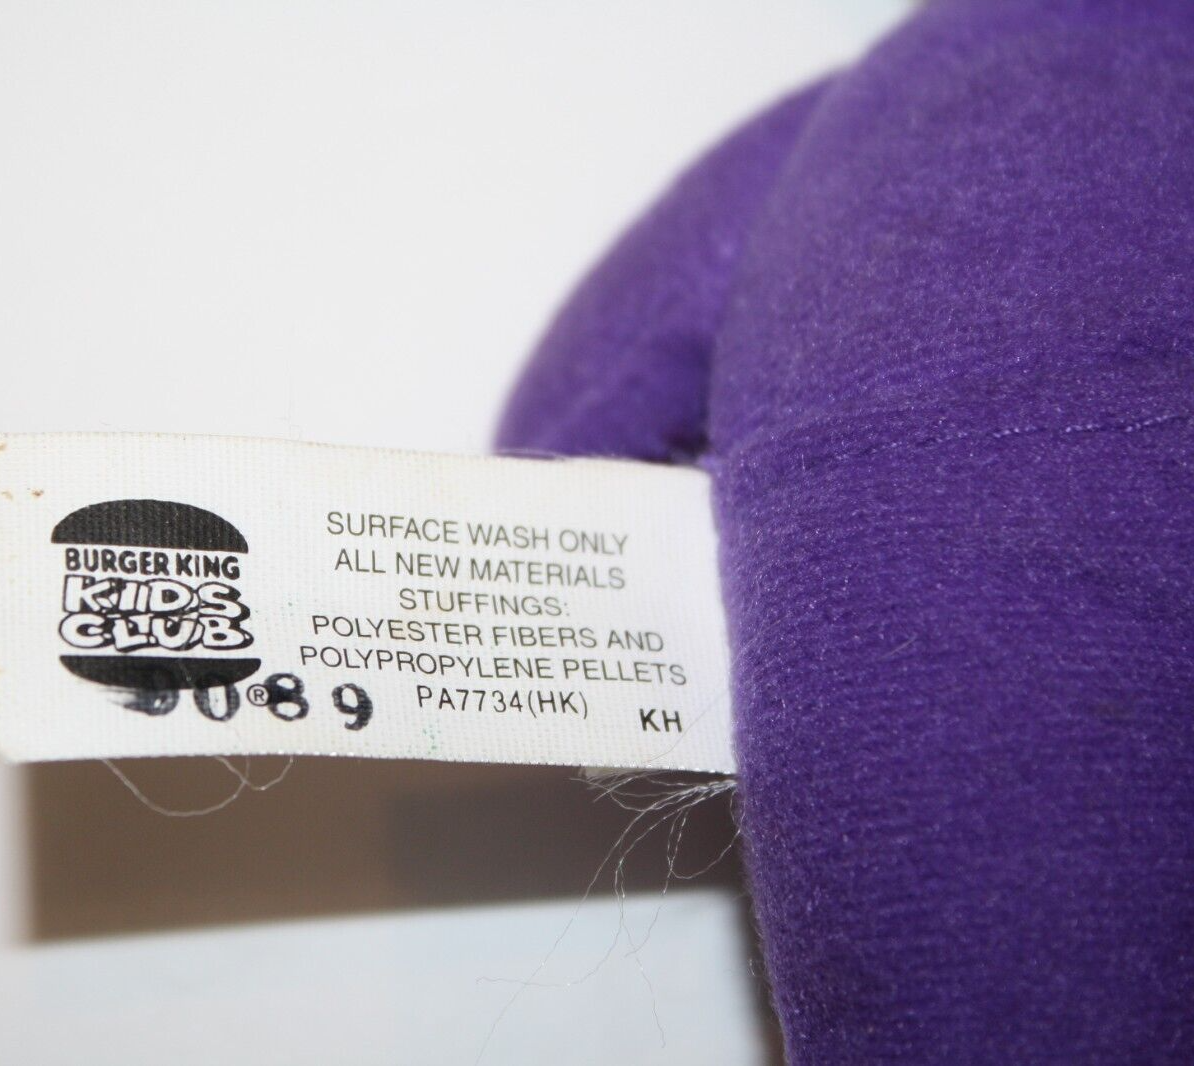 BURGER KING
KIDS
CLUB
®
SURFACE WASH ONLY
ALL NEW MATERIALS
STUFFINGS:
POLYESTER FIBERS AND
POLYPROPYLENE PELLETS
PA7734(HK)
KH